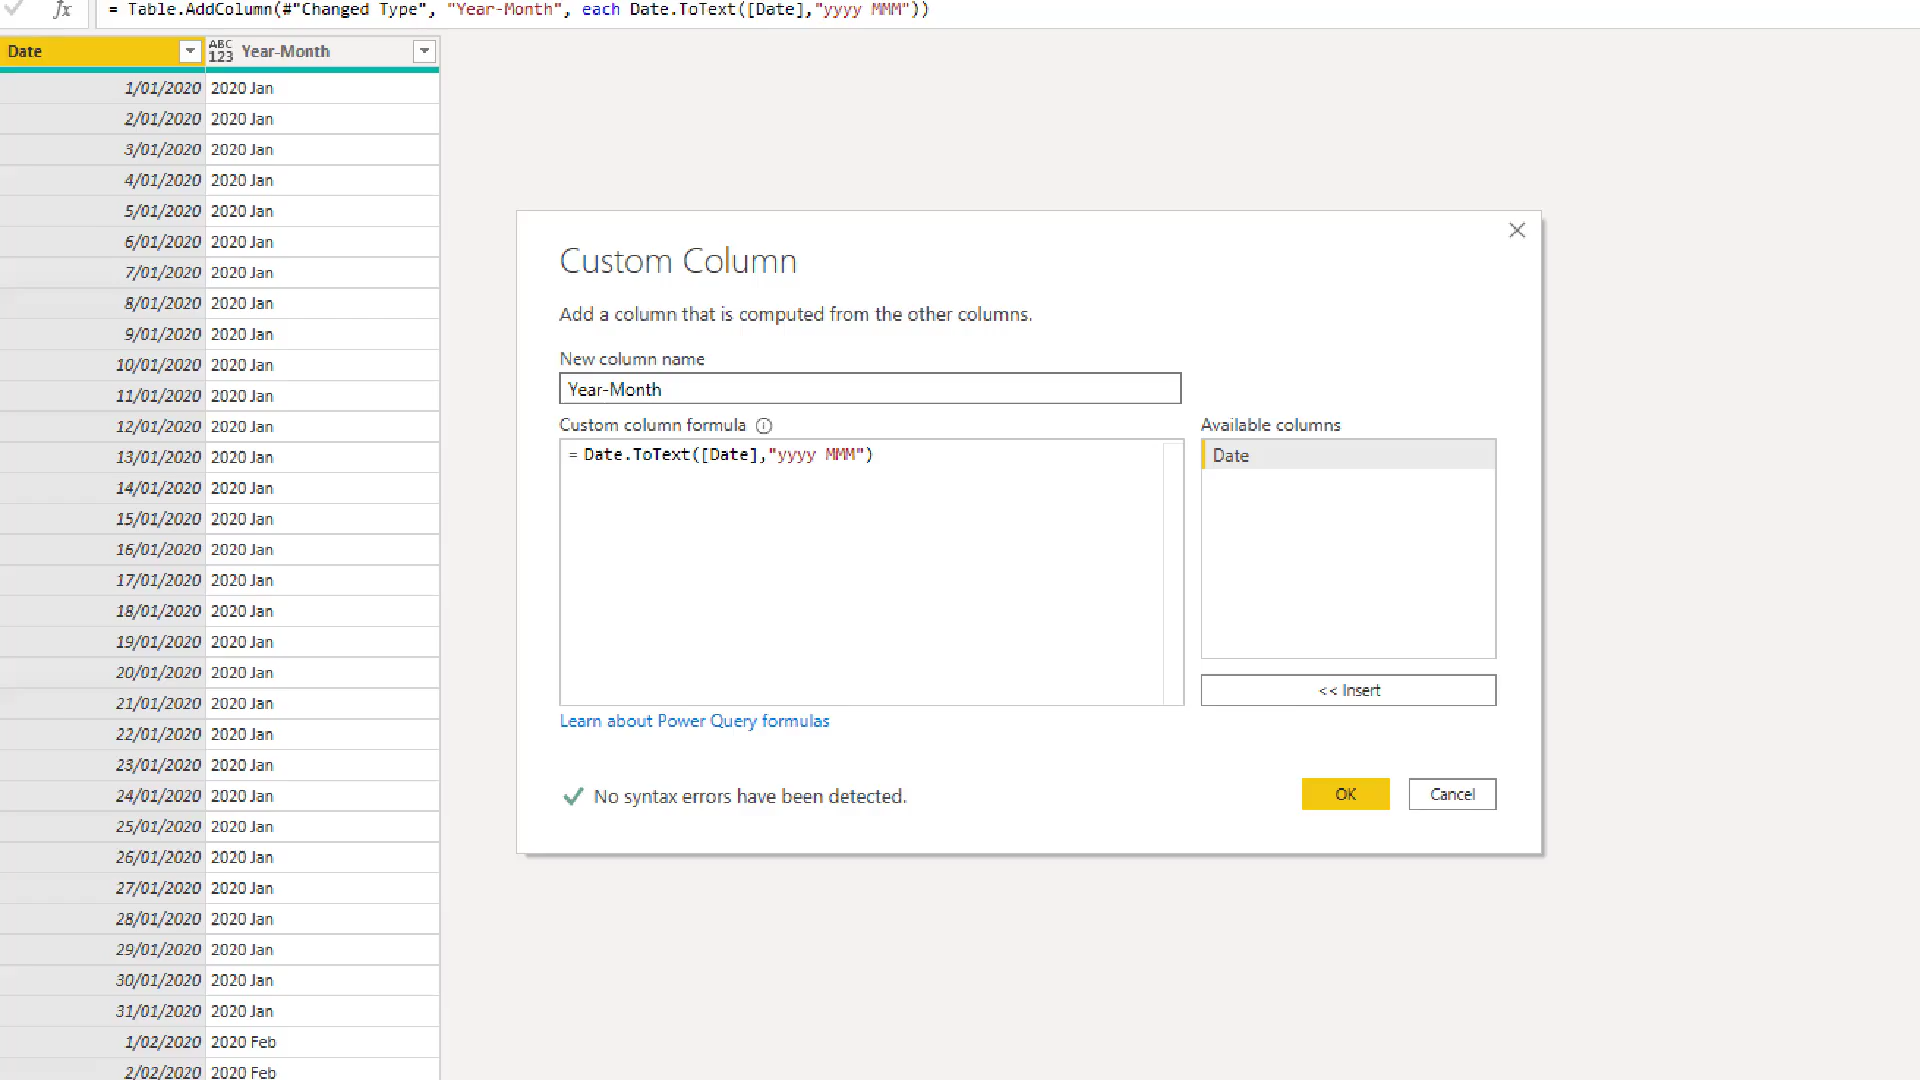 fx = Table.AddColumn(#"Changed Type", "Year-Month", each Date.ToText([Date],"yyyy MMM"))
Date ABC 123 Year-Month
1/01/2020 2020 Jan
2/01/2020 2020 Jan
3/01/2020 2020 Jan
4/01/2020 2020 Jan
5/01/2020 2020 Jan
6/01/2020 2020 Jan
7/01/2020 2020 Jan
8/01/2020 2020 Jan
9/01/2020 2020 Jan
10/01/2020 2020 Jan
11/01/2020 2020 Jan
12/01/2020 2020 Jan
13/01/2020 2020 Jan
14/01/2020 2020 Jan
15/01/2020 2020 Jan
16/01/2020 2020 Jan
17/01/2020 2020 Jan
18/01/2020 2020 Jan
19/01/2020 2020 Jan
20/01/2020 2020 Jan
21/01/2020 2020 Jan
22/01/2020 2020 Jan
23/01/2020 2020 Jan
24/01/2020 2020 Jan
25/01/2020 2020 Jan
26/01/2020 2020 Jan
27/01/2020 2020 Jan
28/01/2020 2020 Jan
29/01/2020 2020 Jan
30/01/2020 2020 Jan
31/01/2020 2020 Jan
1/02/2020 2020 Feb
2/02/2020 2020 Feb
Custom Column
Add a column that is computed from the other columns.
New column name
Year-Month
Custom column formula
= Date.ToText([Date],"yyyy MMM")
Available columns
Date
<< Insert
Learn about Power Query formulas
No syntax errors have been detected.
OK
Cancel